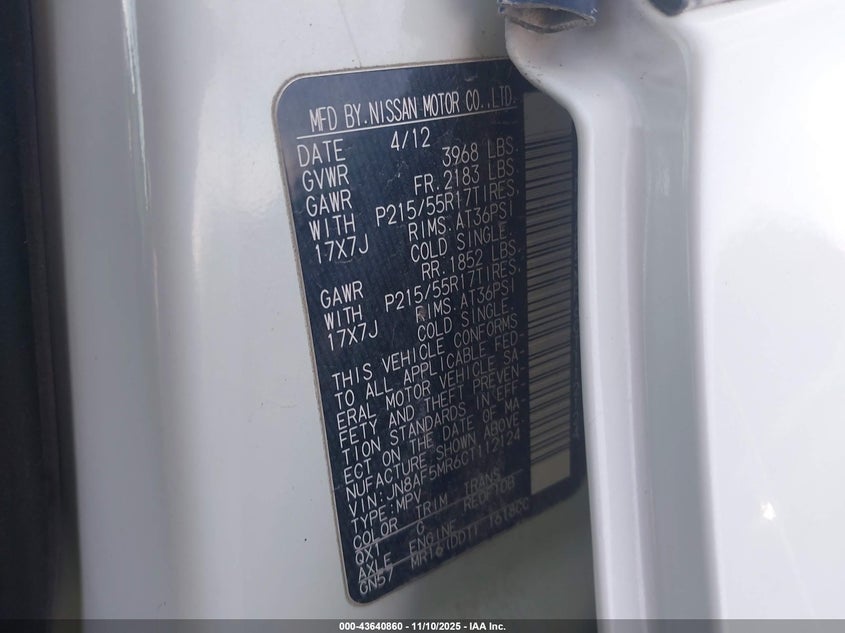 MFD BY.NISSAN MOTOR CO.,LTD.
DATE 4/12
GVWR 3968 LBS.
GAWR FR.2183 LBS.
WITH P215/55R17TIRES,
17X7J RIMS.AT36PSI
COLD SINGLE
GAWR RR.1852 LBS.
WITH P215/55R17TIRES,
17X7J RIMS.AT36PSI
COLD SINGLE.
THIS VEHICLE CONFORMS
TO ALL APPLICABLE FED-
ERAL MOTOR VEHICLE SA-
FETY AND THEFT PREVEN-
TION STANDARDS IN EFF-
ECT ON THE DATE OF MA-
NUFACTURE SHOWN ABOVE
VIN:JN8AF5MR6CT112124
TYPE:MPV
COLOR TRIM TRANS
QX1 G
AXLE ENGINE
GN57 1618CC
000-43640860 - 11/10/2025 - IAA Inc.